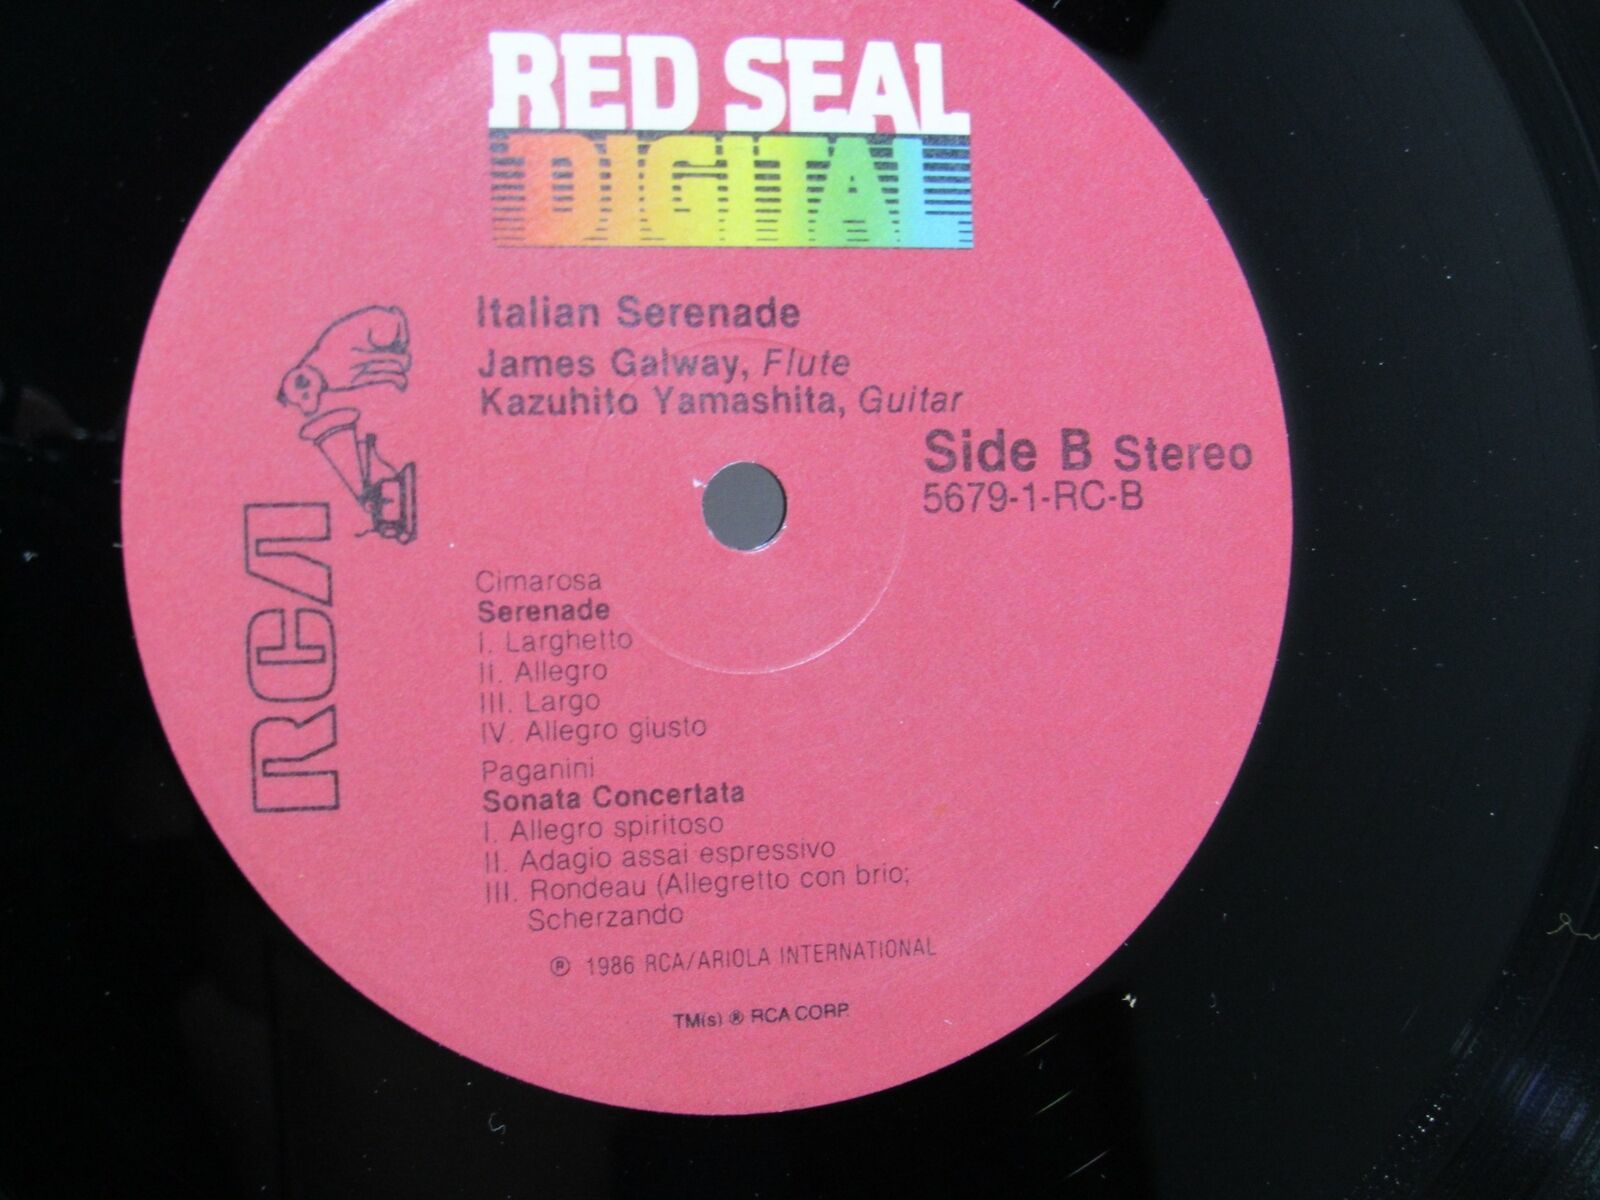 RED SEAL
DIGITAL
Italian Serenade
James Galway, Flute
Kazuhito Yamashita, Guitar
Side B Stereo
5679-1-RC-B
RCA
Cimarosa
Serenade
I. Larghetto
II. Allegro
III. Largo
IV. Allegro giusto
Paganini
Sonata Concertata
I. Allegro spiritoso
II. Adagio assai espressivo
III. Rondeau (Allegretto con brio;
Scherzando
℗ 1986 RCA/ARIOLA INTERNATIONAL
TM(s) ® RCA CORP.